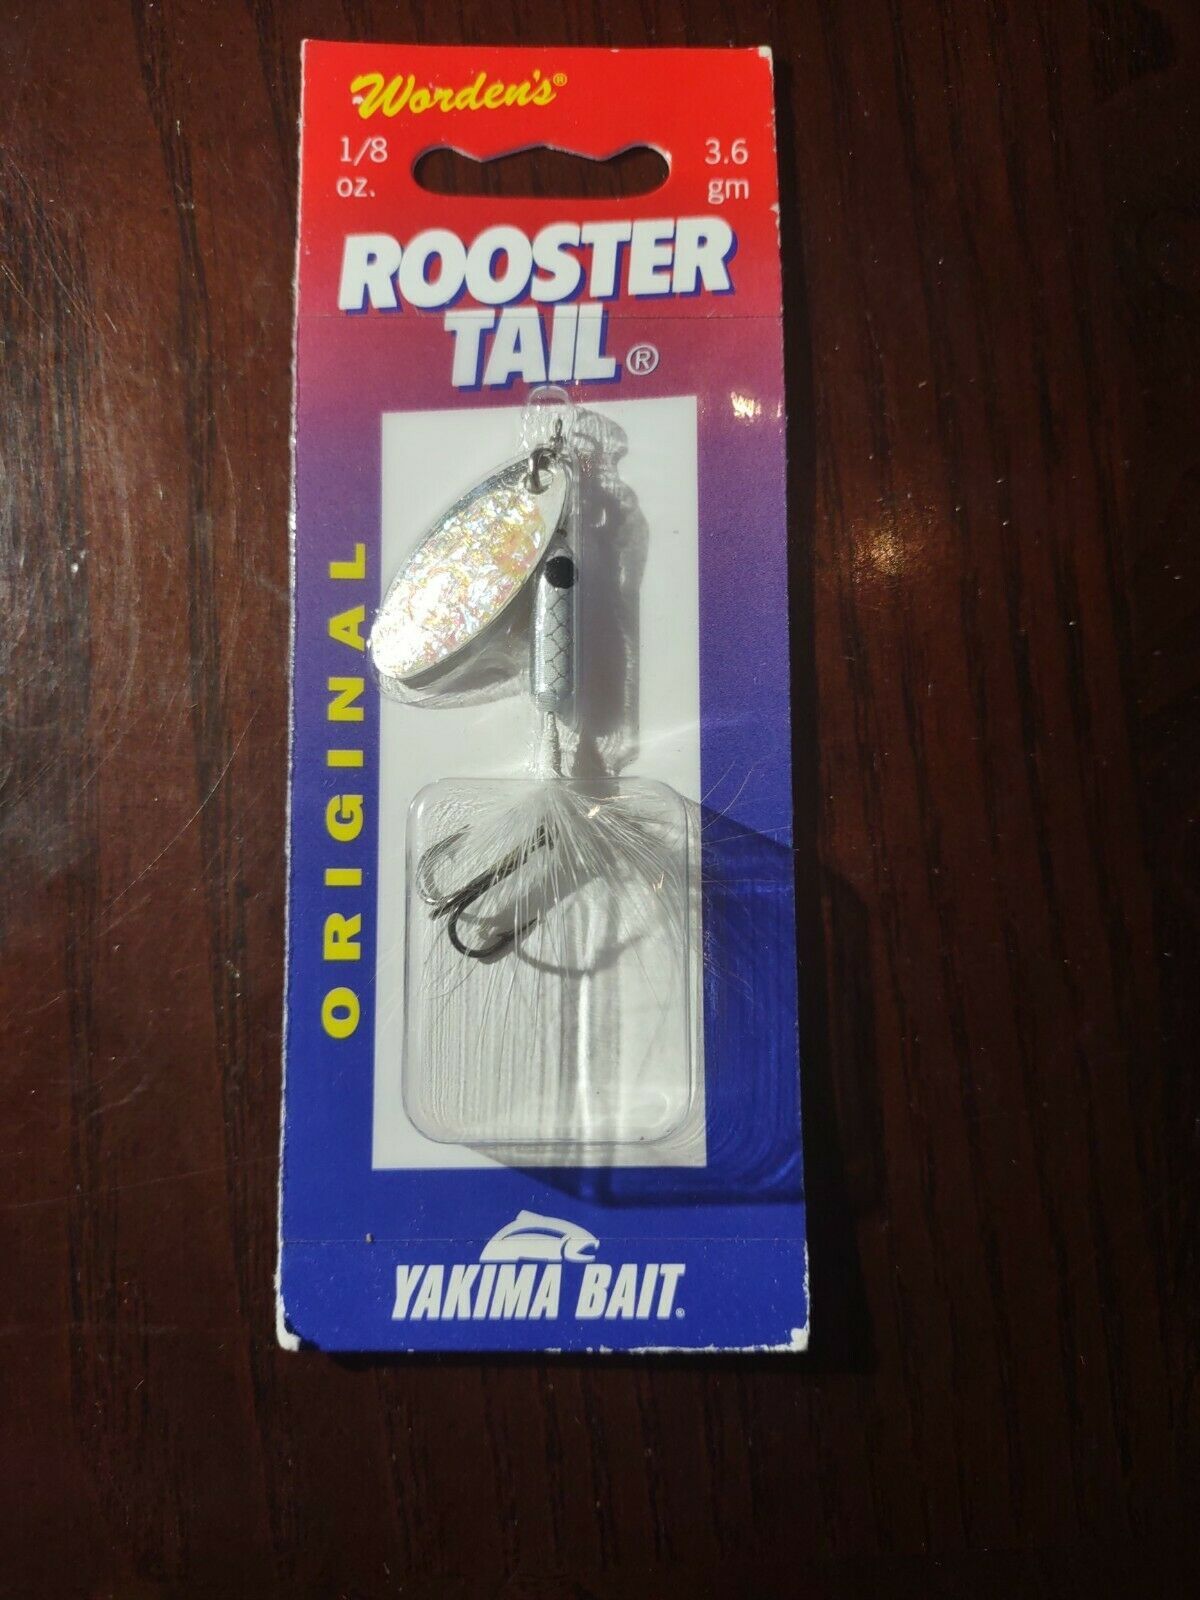 Worden's®
1/8 oz.
3.6 gm
ROOSTER
TAIL®
ORIGINAL
YAKIMA BAIT®